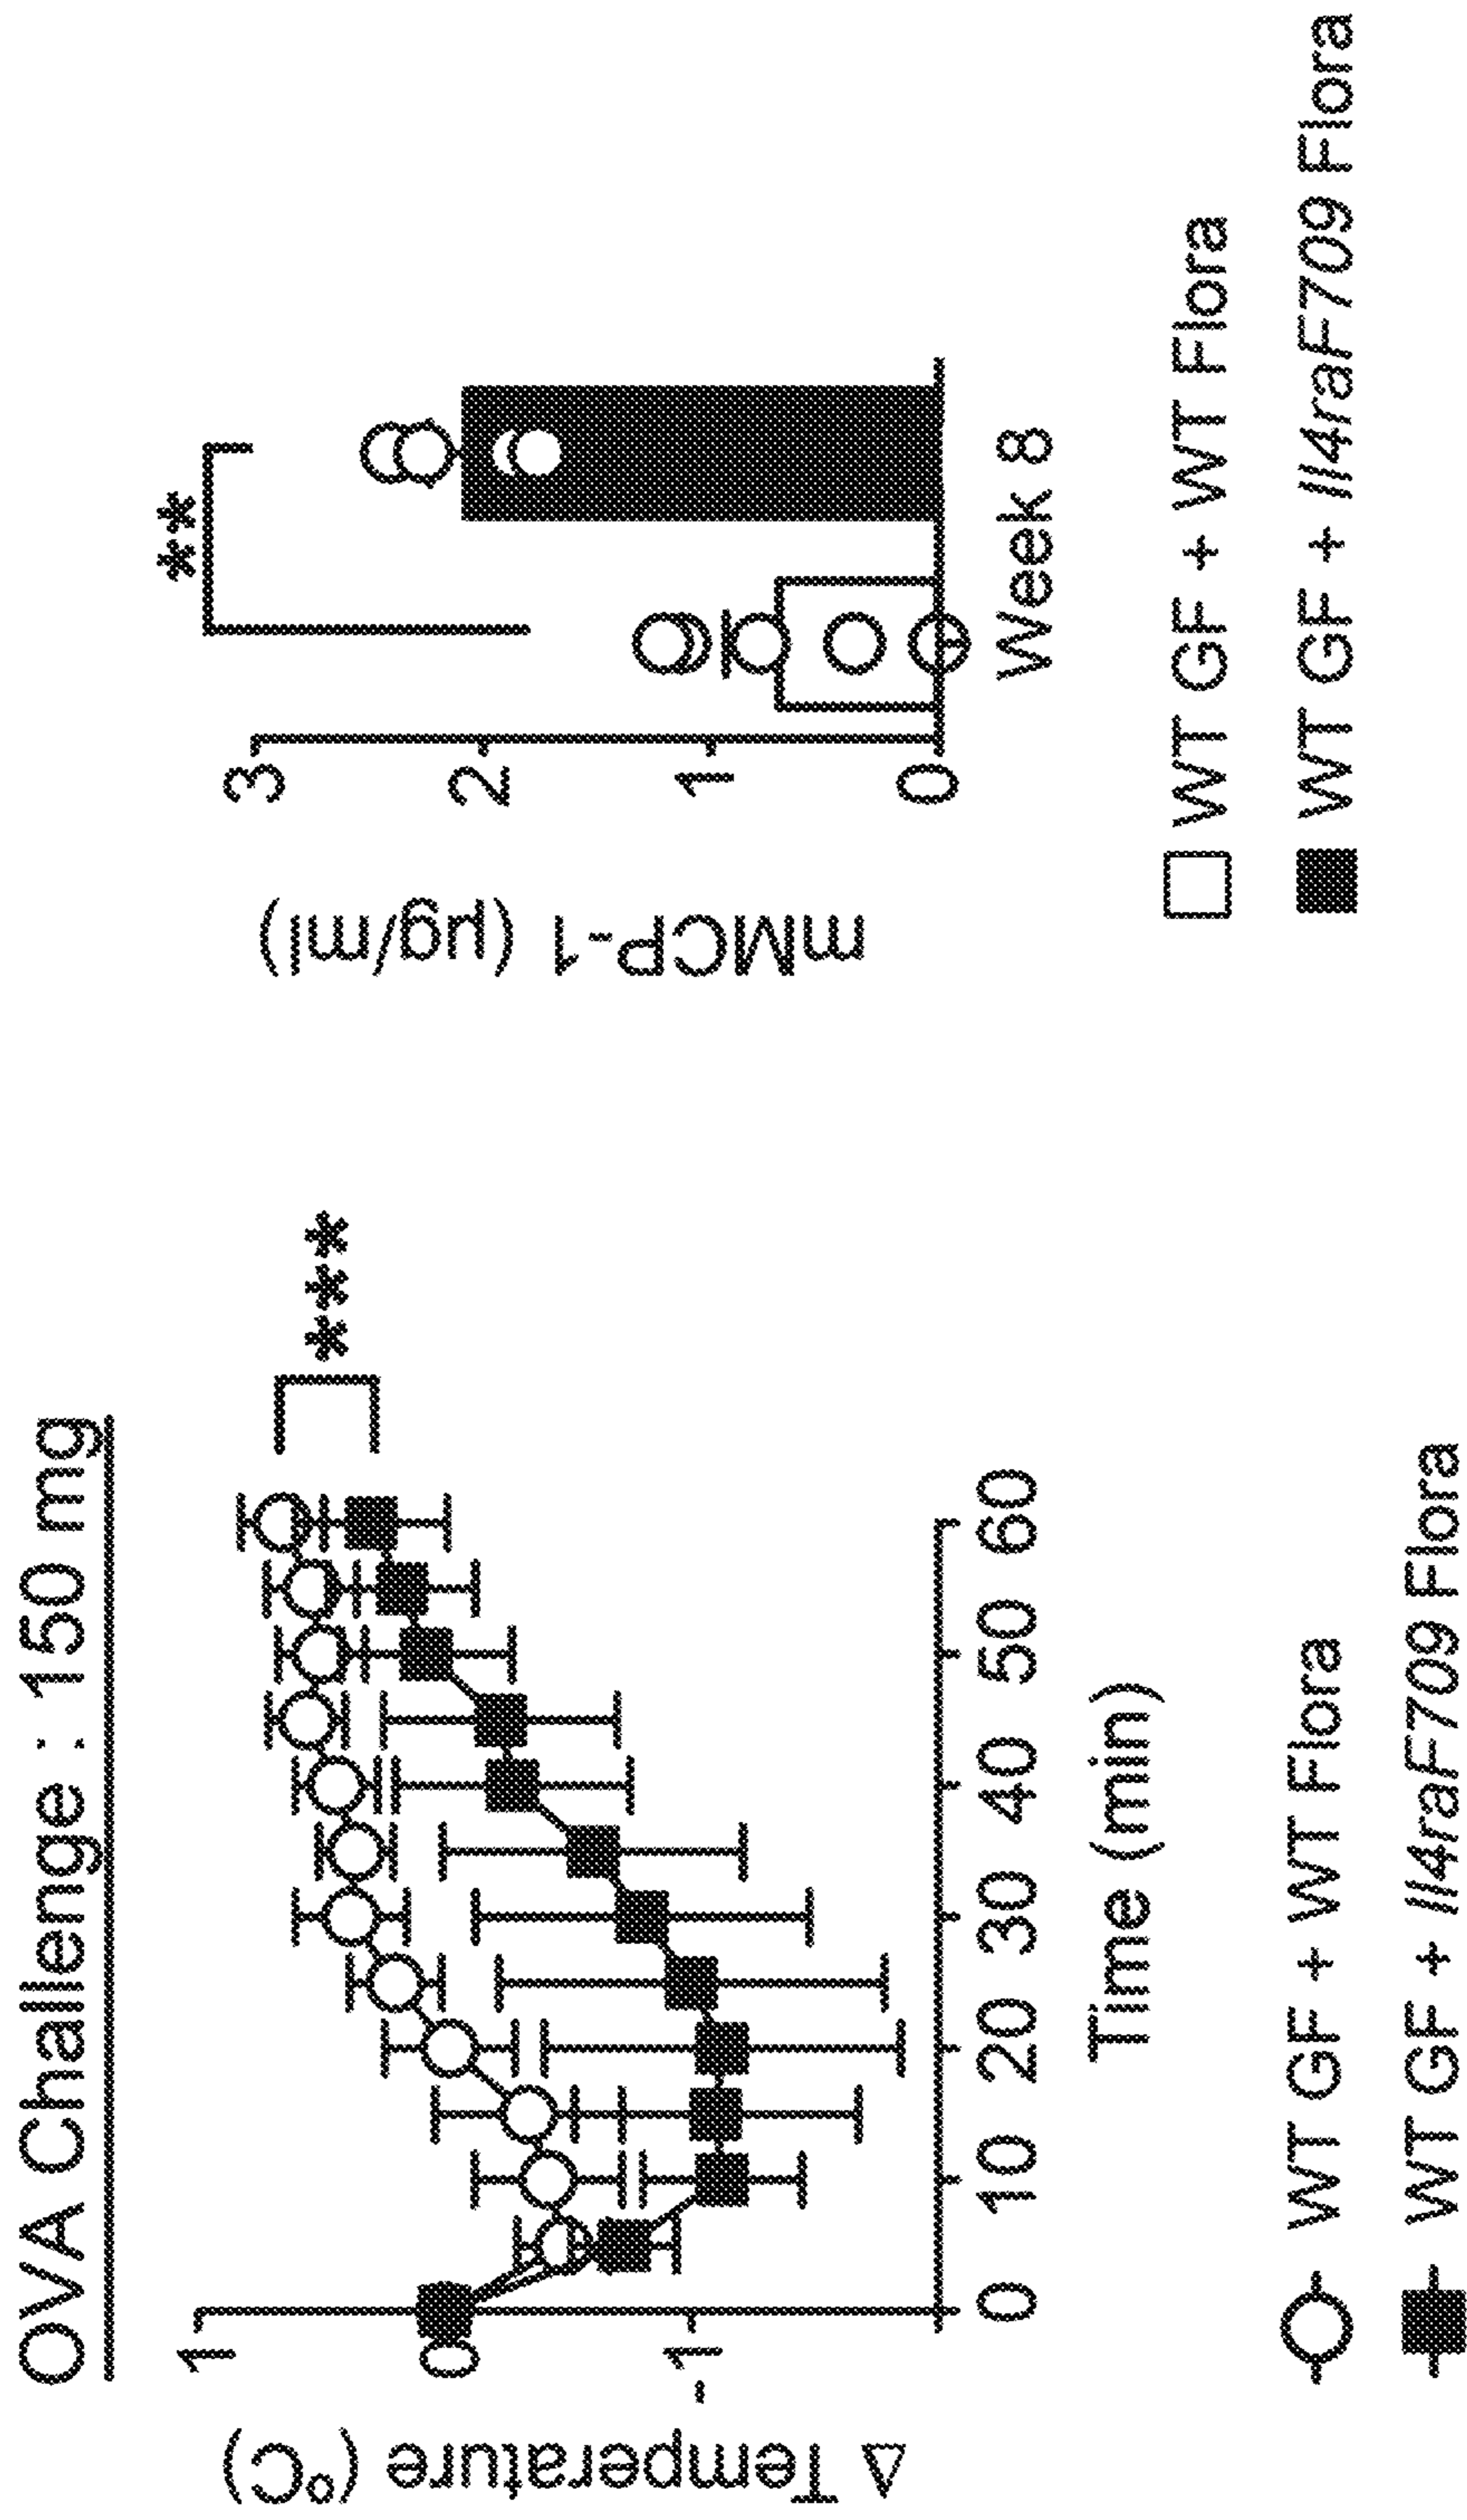 OVA Challenge : 150 mg
Δ Temperature (ºC)
1
0
-1
0 10 20 30 40 50 60
Time (min)
***
WT GF + WT Flora
WT GF + Il4raF709 Flora
mMCP-1 (µg/ml)
3
2
1
0
**
Week 8
WT GF + WT Flora
WT GF + Il4raF709 Flora